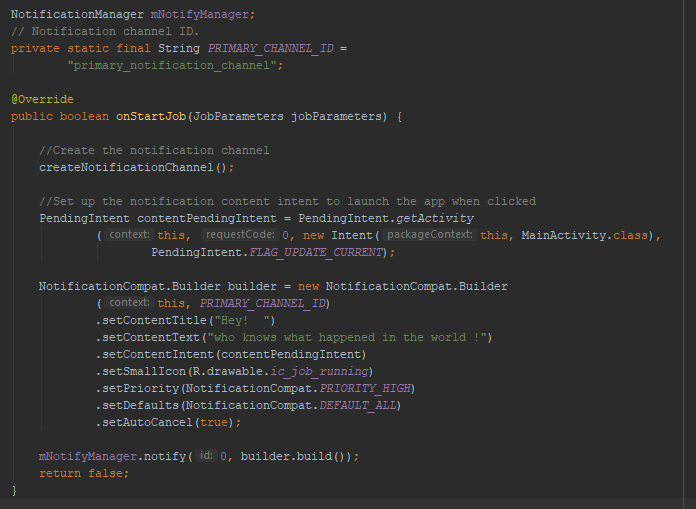 NotificationManager mNotifyManager;
// Notification channel ID.
private static final String PRIMARY_CHANNEL_ID =
"primary_notification_channel";
@Override
public boolean onStartJob(JobParameters jobParameters) {
//Create the notification channel
createNotificationChannel();
//Set up the notification content intent to launch the app when clicked
PendingIntent contentPendingIntent = PendingIntent.getActivity
( context: this, requestCode: 0, new Intent( packageContext: this, MainActivity.class),
PendingIntent.FLAG_UPDATE_CURRENT);
NotificationCompat.Builder builder = new NotificationCompat.Builder
( context: this, PRIMARY_CHANNEL_ID)
.setContentTitle("Hey!  ")
.setContentText("who knows what happened in the world !")
.setContentIntent(contentPendingIntent)
.setSmallIcon(R.drawable.ic_job_running)
.setPriority(NotificationCompat.PRIORITY_HIGH)
.setDefaults(NotificationCompat.DEFAULT_ALL)
.setAutoCancel(true);
mNotifyManager.notify( id: 0, builder.build());
return false;
}